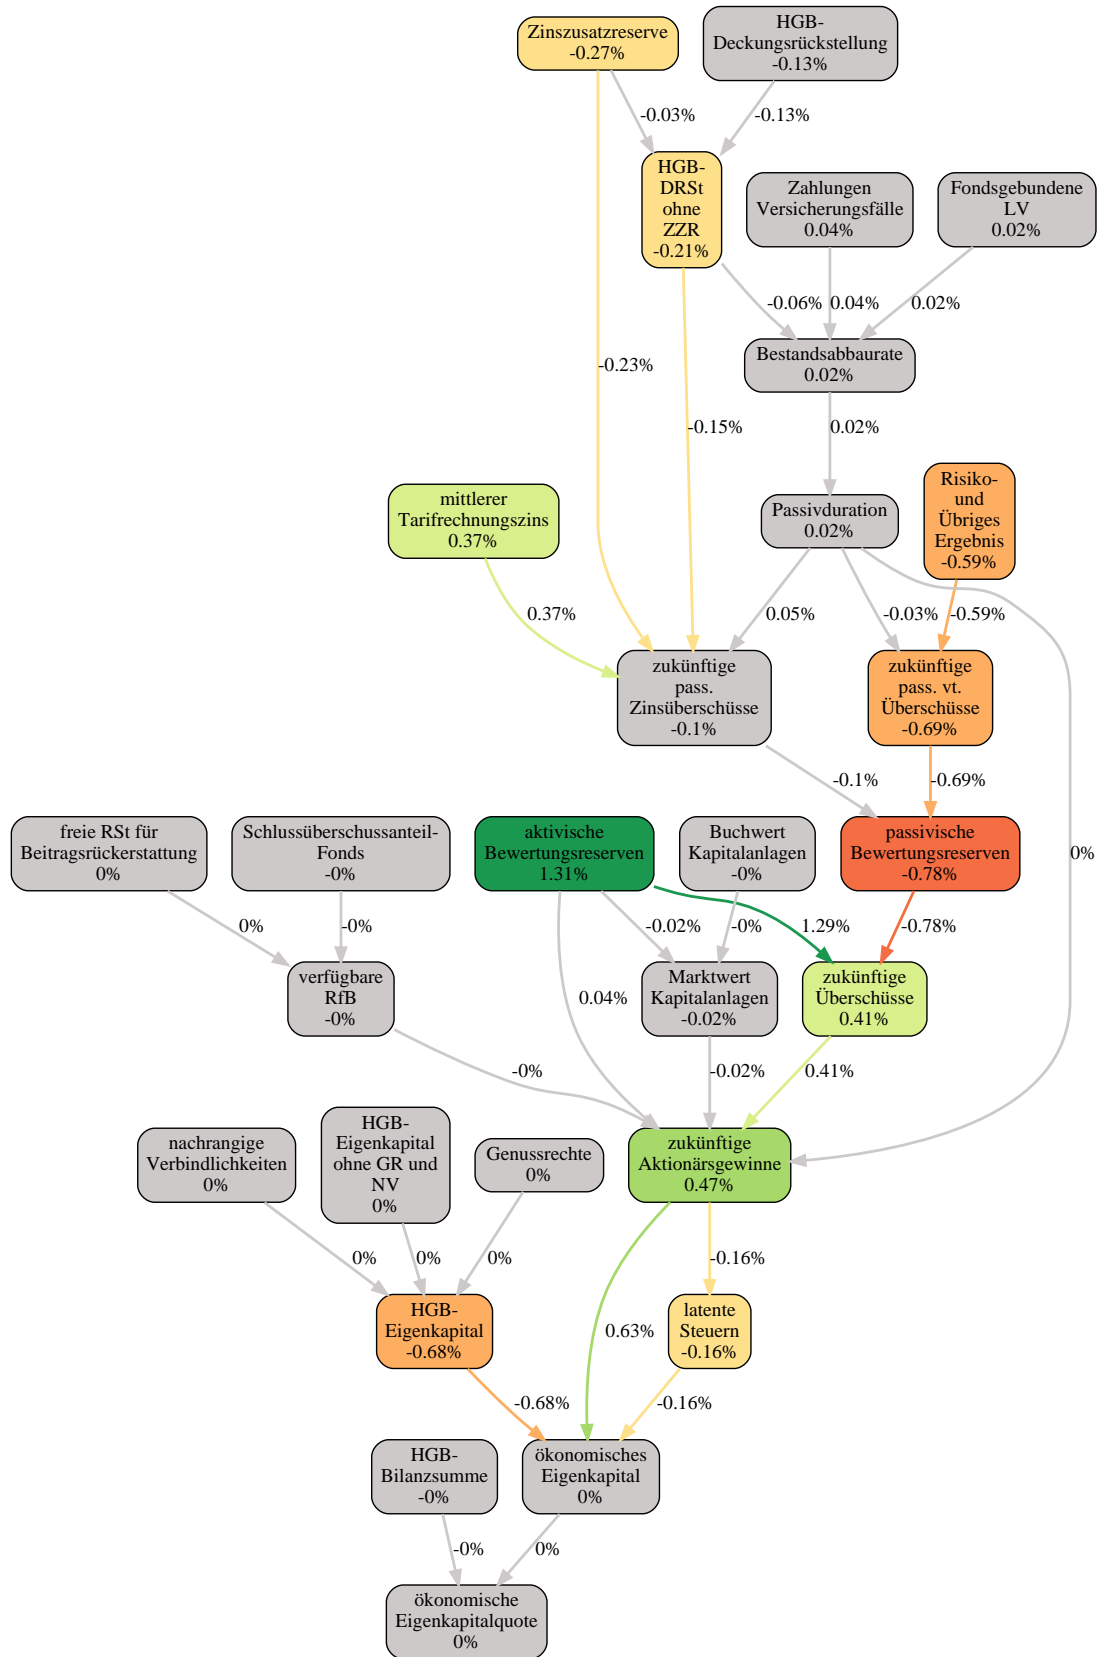 Zinszusatzreserve
-0.27%
HGB-
Deckungsrückstellung
-0.13%
-0.03%
-0.13%
HGB-
DRSt
ohne
ZZR
-0.21%
Zahlungen
Versicherungsfälle
0.04%
Fondsgebundene
LV
0.02%
-0.06%
0.04%
0.02%
Bestandsabbaurate
0.02%
-0.23%
-0.15%
0.02%
mittlerer
Tarifrechnungszins
0.37%
Passivduration
0.02%
Risiko-
und
Übriges
Ergebnis
-0.59%
0.37%
0.05%
-0.03%
-0.59%
zukünftige
pass.
Zinsüberschüsse
-0.1%
zukünftige
pass. vt.
Überschüsse
-0.69%
-0.1%
-0.69%
0%
freie RSt für
Beitragsrückerstattung
0%
Schlussüberschussanteil-
Fonds
-0%
aktivische
Bewertungsreserven
1.31%
Buchwert
Kapitalanlagen
-0%
passivische
Bewertungsreserven
-0.78%
0%
-0%
-0.02%
-0%
1.29%
-0.78%
verfügbare
RfB
-0%
0.04%
Marktwert
Kapitalanlagen
-0.02%
zukünftige
Überschüsse
0.41%
-0%
-0.02%
0.41%
nachrangige
Verbindlichkeiten
0%
HGB-
Eigenkapital
ohne GR und
NV
0%
Genussrechte
0%
zukünftige
Aktionärsgewinne
0.47%
0%
0%
0%
-0.16%
HGB-
Eigenkapital
-0.68%
0.63%
latente
Steuern
-0.16%
-0.68%
-0.16%
HGB-
Bilanzsumme
-0%
ökonomisches
Eigenkapital
0%
-0%
0%
ökonomische
Eigenkapitalquote
0%